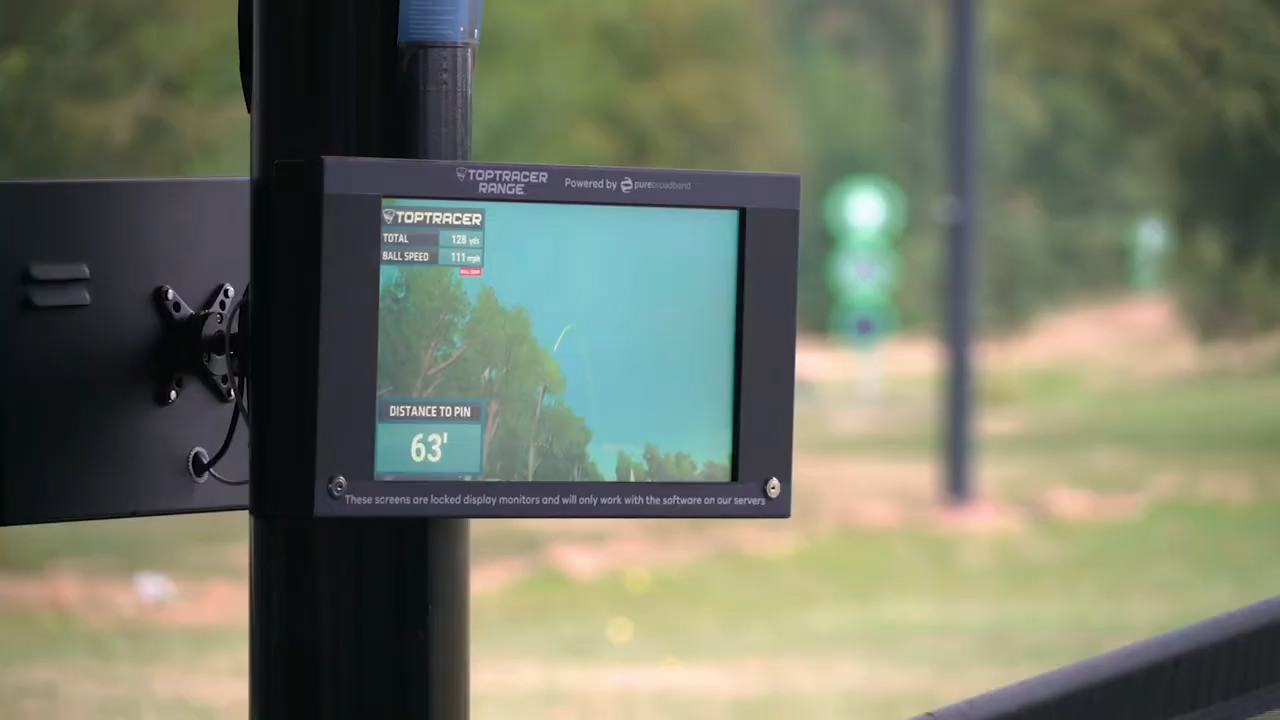 TOPTRACER
RANGE
Powered by purebroadband
TOPTRACER
TOTAL 128 yds
BALL SPEED 111 mph
DISTANCE TO PIN
63'
These screens are locked display monitors and will only work with the software on our servers